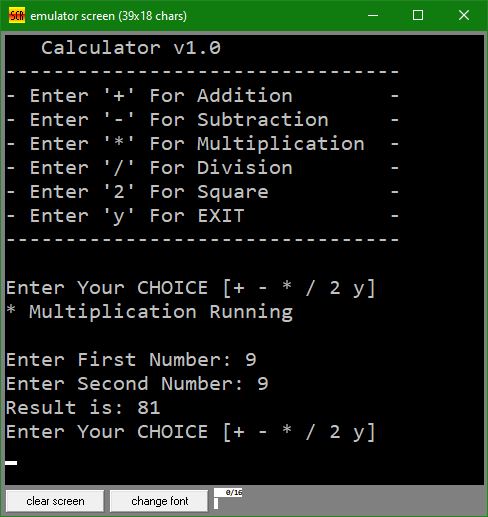 emulator screen (39x18 chars)
Calculator v1.0
---------------------------------
- Enter '+' For Addition        -
- Enter '-' For Subtraction     -
- Enter '*' For Multiplication  -
- Enter '/' For Division        -
- Enter '2' For Square          -
- Enter 'y' For EXIT            -
---------------------------------
Enter Your CHOICE [+ - * / 2 y]
* Multiplication Running
Enter First Number: 9
Enter Second Number: 9
Result is: 81
Enter Your CHOICE [+ - * / 2 y]
clear screen change font 0/16